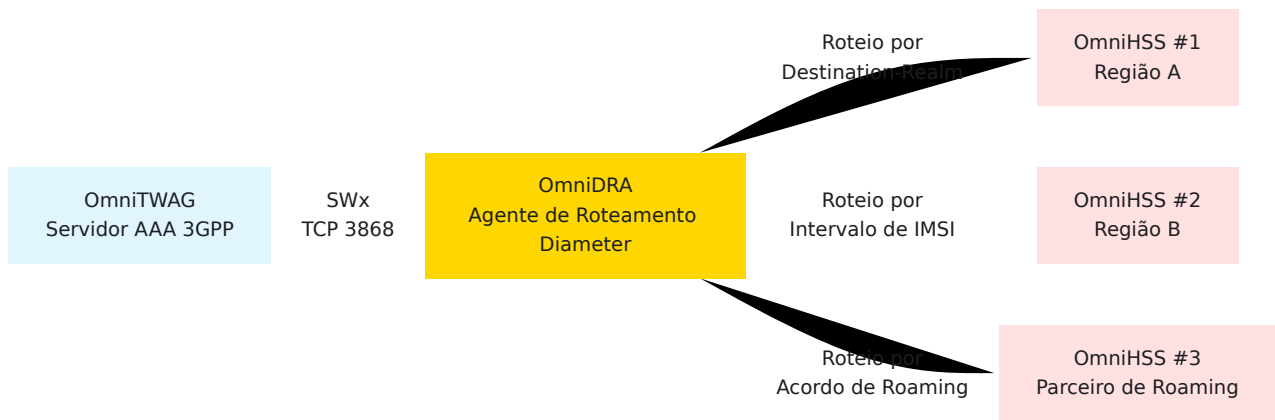 OmniTWAG
Servidor AAA 3GPP
SWx
TCP 3868
OmniDRA
Agente de Roteamento
Diameter
Roteio por
Destination-Realm
OmniHSS #1
Região A
Roteio por
Intervalo de IMSI
OmniHSS #2
Região B
Roteio por
Acordo de Roaming
OmniHSS #3
Parceiro de Roaming